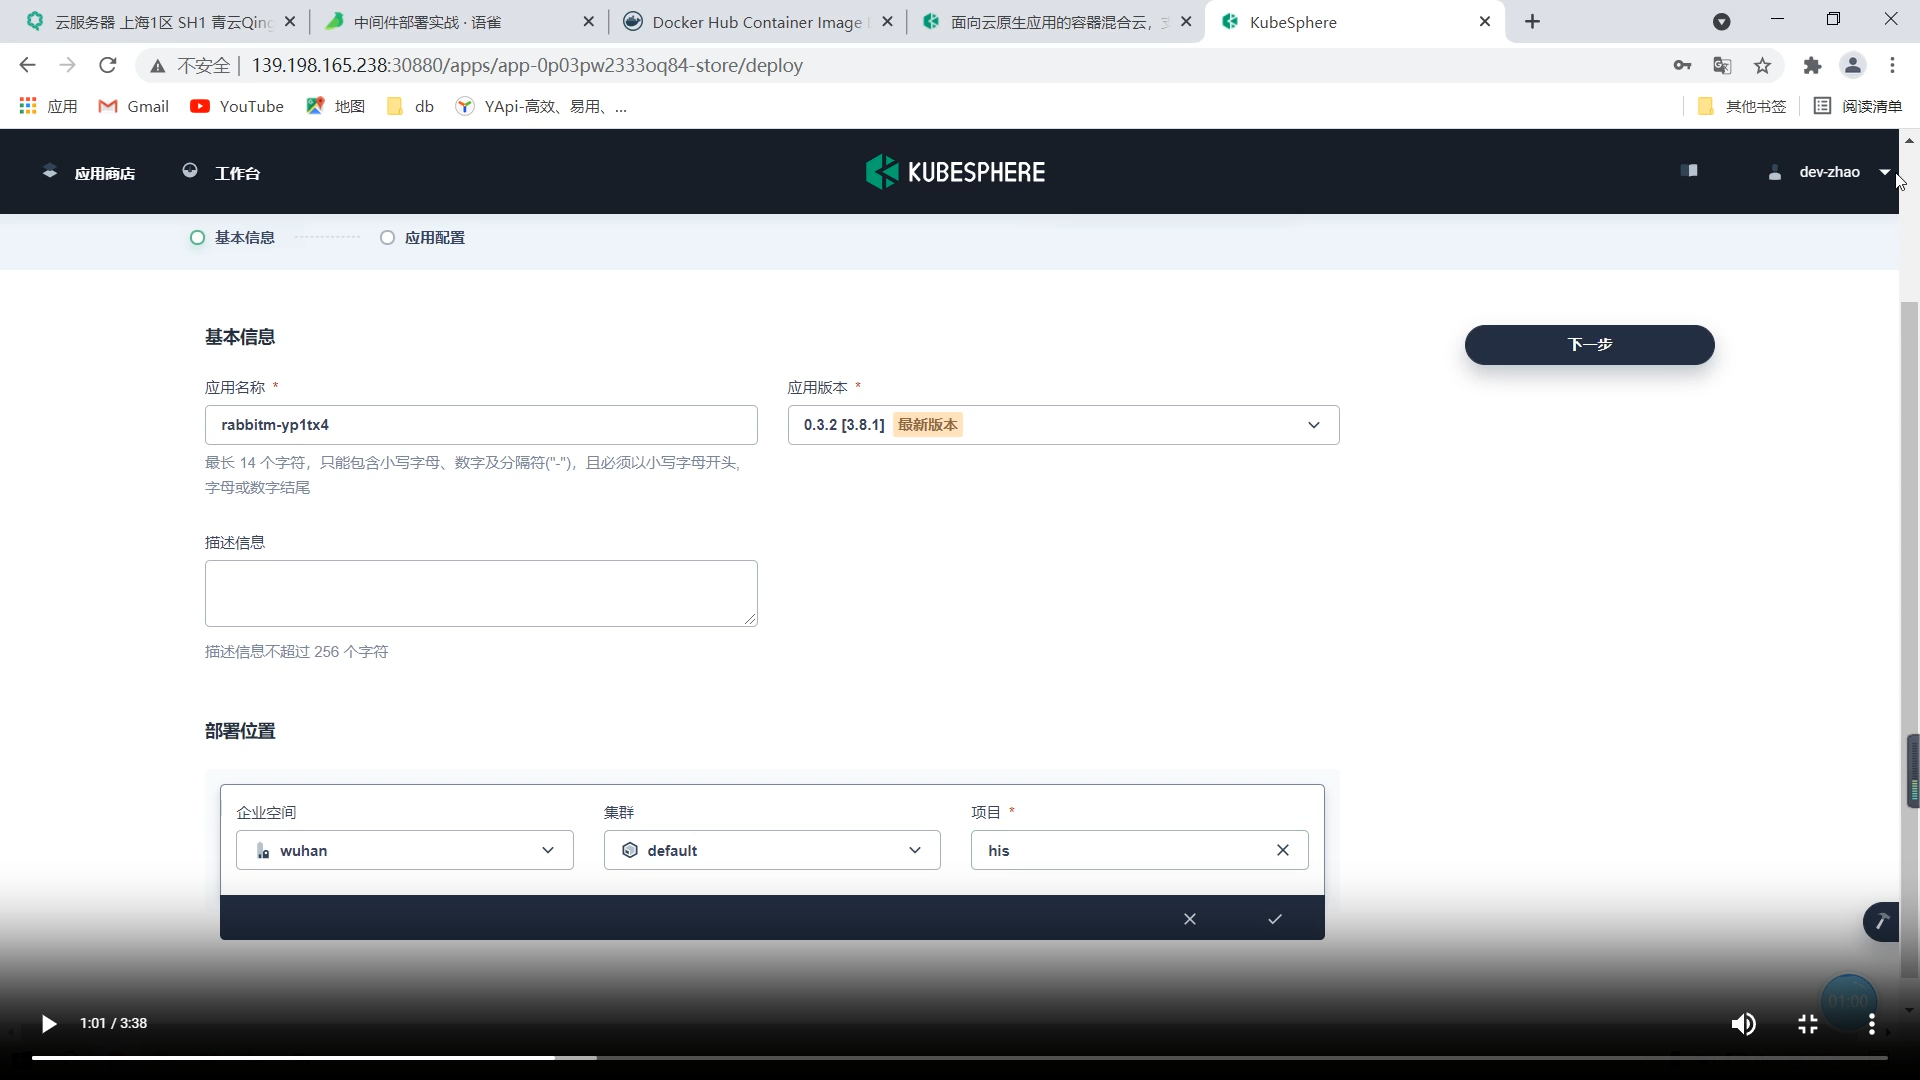 云服务器 上海1区 SH1 青云Qing
中间件部署实战 · 语雀
Docker Hub Container Image
面向云原生应用的容器混合云，
KubeSphere
不安全 | 139.198.165.238:30880/apps/app-0p03pw2333oq84-store/deploy
应用
Gmail
YouTube
地图
db
YApi-高效、易用、...
其他书签
阅读清单
应用商店
工作台
KUBESPHERE
dev-zhao
基本信息
应用配置
基本信息
下一步
应用名称 *
应用版本 *
rabbitm-yp1tx4
0.3.2 [3.8.1] 最新版本
最长 14 个字符，只能包含小写字母、数字及分隔符("-")，且必须以小写字母开头，
字母或数字结尾
描述信息
描述信息不超过 256 个字符
部署位置
企业空间
集群
项目 *
wuhan
default
his
01:00
1:01 / 3:38